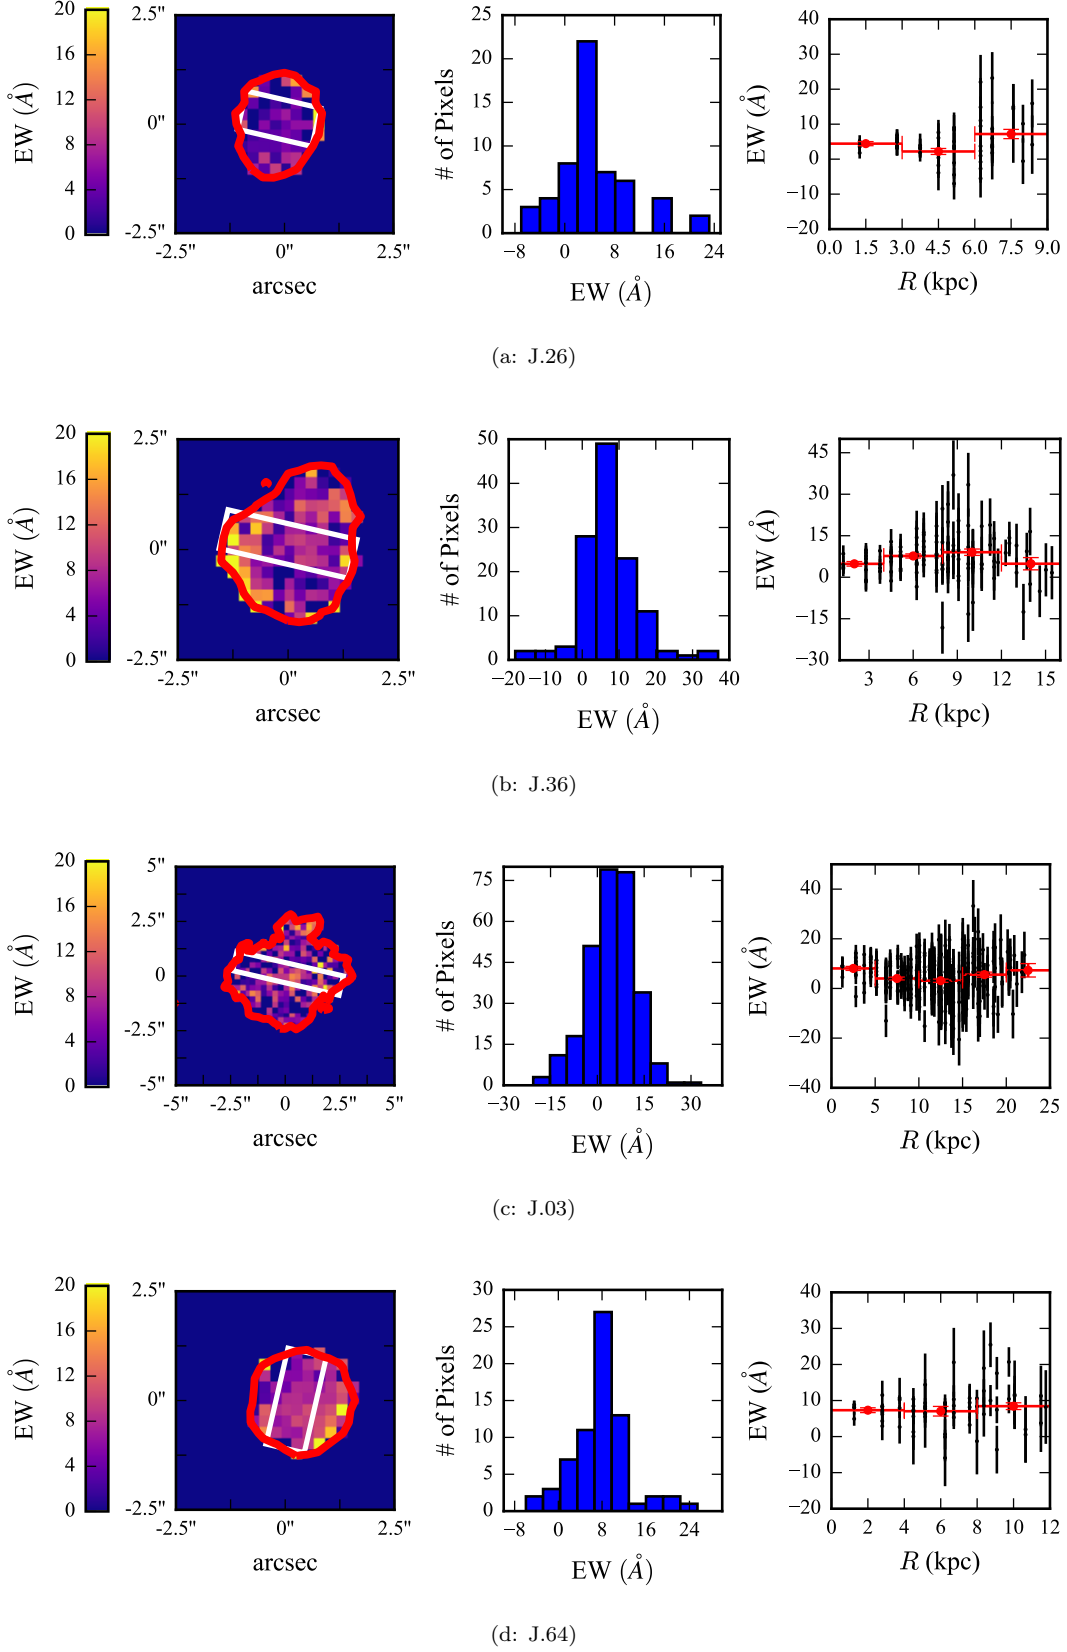 20
16
12
8
4
0
EW (Å)
2.5"
0"
-2.5"
-2.5" 0" 2.5"
arcsec
25
20
15
10
5
0
# of Pixels
−8 0 8 16 24
EW (Å)
40
30
20
10
0
−10
−20
EW (Å)
0.0 1.5 3.0 4.5 6.0 7.5 9.0
R (kpc)
(a: J.26)
20
16
12
8
4
0
EW (Å)
2.5"
0"
-2.5"
-2.5" 0" 2.5"
arcsec
50
40
30
20
10
0
# of Pixels
−20 −10 0 10 20 30 40
EW (Å)
45
30
15
0
−15
−30
EW (Å)
3 6 9 12 15
R (kpc)
(b: J.36)
20
16
12
8
4
0
EW (Å)
5"
2.5"
0
-2.5"
-5"
-5" -2.5" 0 2.5" 5"
arcsec
75
60
45
30
15
0
# of Pixels
−30 −15 0 15 30
EW (Å)
40
20
0
−20
−40
EW (Å)
0 5 10 15 20 25
R (kpc)
(c: J.03)
20
16
12
8
4
0
EW (Å)
2.5"
0"
-2.5"
-2.5" 0" 2.5"
arcsec
30
25
20
15
10
5
0
# of Pixels
−8 0 8 16 24
EW (Å)
40
30
20
10
0
−10
−20
EW (Å)
0 2 4 6 8 10 12
R (kpc)
(d: J.64)